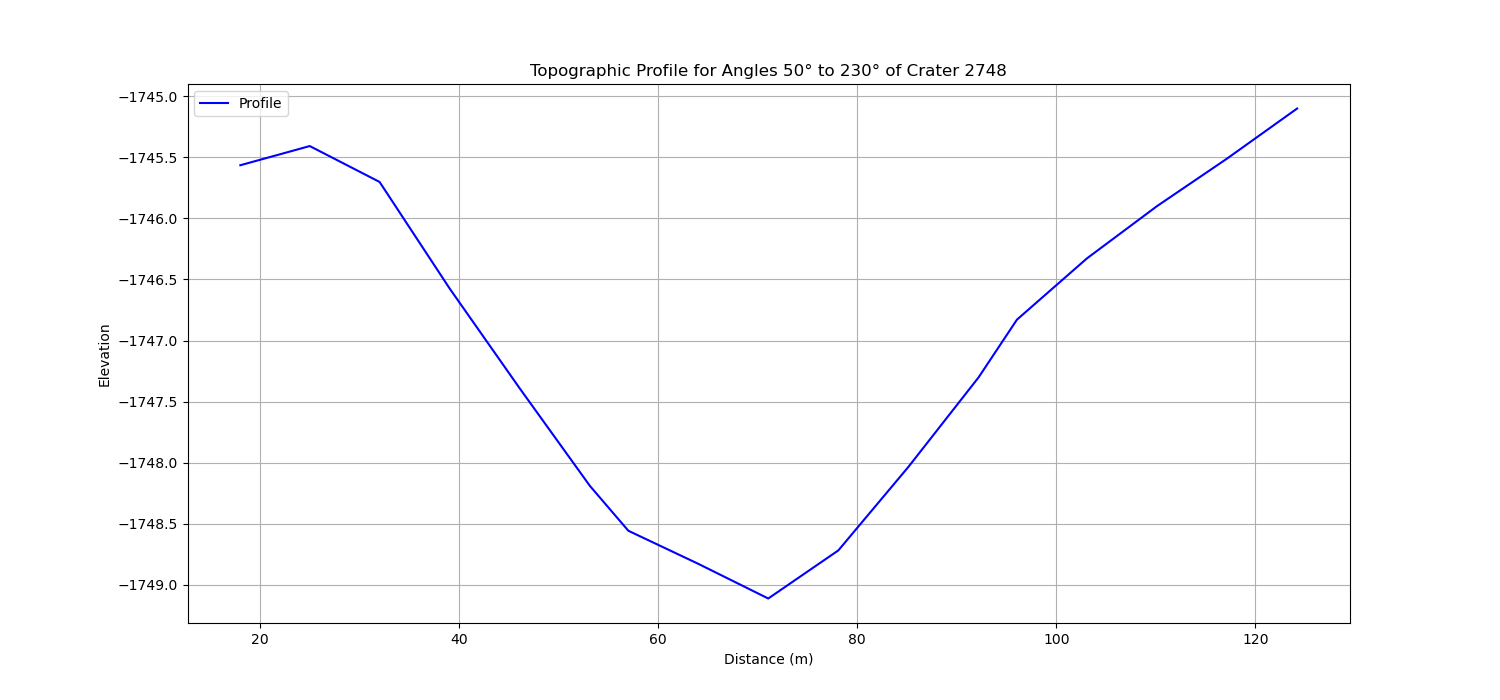 Topographic Profile for Angles 50° to 230° of Crater 2748
Profile
−1745.0
−1745.5
−1746.0
−1746.5
−1747.0
−1747.5
−1748.0
−1748.5
−1749.0
Elevation
20 40 60 80 100 120
Distance (m)